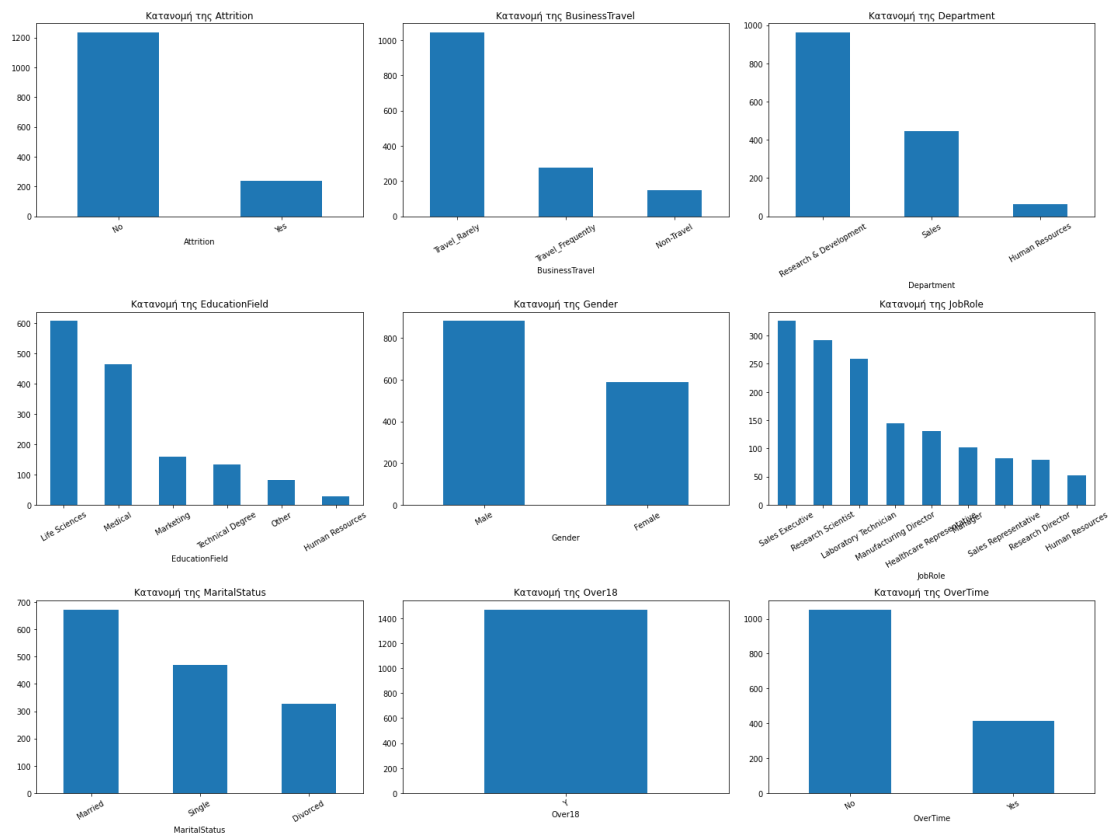 Κατανομή της Attrition
1200
1000
800
600
400
200
0
No
Yes
Attrition
Κατανομή της BusinessTravel
1000
800
600
400
200
0
Travel_Rarely
Travel_Frequently
Non-Travel
BusinessTravel
Κατανομή της Department
1000
800
600
400
200
0
Research & Development
Sales
Human Resources
Department
Κατανομή της EducationField
600
500
400
300
200
100
0
Life Sciences
Medical
Marketing
Technical Degree
Other
Human Resources
EducationField
Κατανομή της Gender
800
600
400
200
0
Male
Female
Gender
Κατανομή της JobRole
300
250
200
150
100
50
0
Sales Executive
Research Scientist
Laboratory Technician
Manufacturing Director
Healthcare Representative
Manager
Sales Representative
Research Director
Human Resources
JobRole
Κατανομή της MaritalStatus
700
600
500
400
300
200
100
0
Married
Single
Divorced
MaritalStatus
Κατανομή της Over18
1400
1200
1000
800
600
400
200
0
Y
Over18
Κατανομή της OverTime
1000
800
600
400
200
0
No
Yes
OverTime